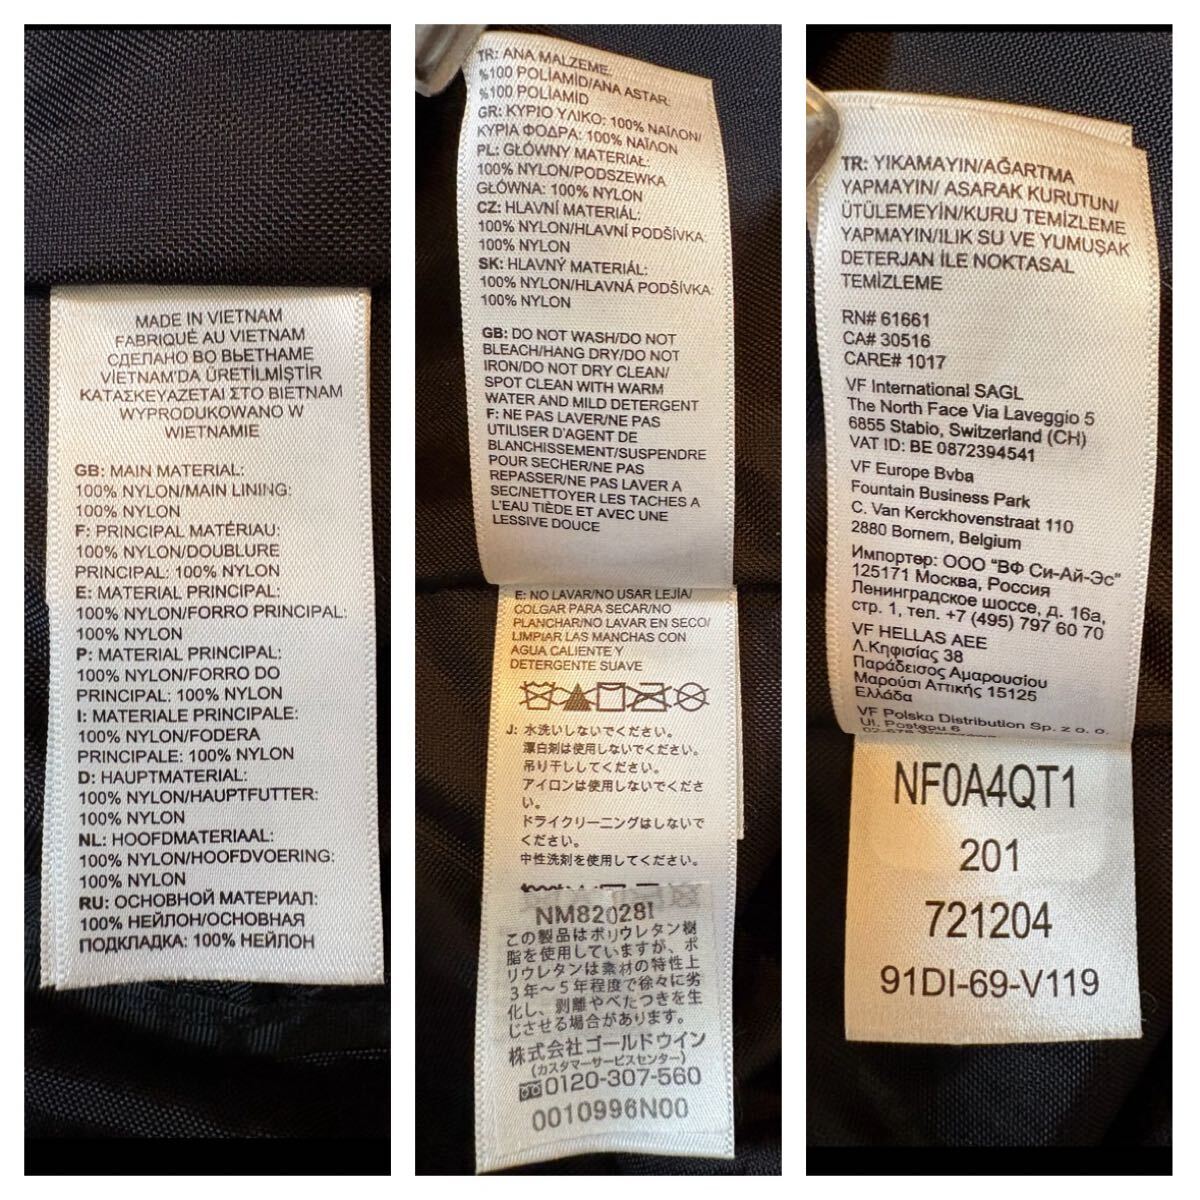 MADE IN VIETNAM
FABRIQUÉ AU VIETNAM
СДЕЛАНО ВО ВЬЕТНАМЕ
VİETNAM'DA ÜRETİLMİŞTİR
ΚΑΤΑΣΚΕΥΑΖΕΤΑΙ ΣΤΟ ΒΙΕΤΝΑΜ
WYPRODUKOWANO W
WIETNAMIE
GB: MAIN MATERIAL:
100% NYLON/MAIN LINING:
100% NYLON
F: PRINCIPAL MATÉRIAU:
100% NYLON/DOUBLURE
PRINCIPAL: 100% NYLON
E: MATERIAL PRINCIPAL:
100% NYLON/FORRO PRINCIPAL:
100% NYLON
P: MATERIAL PRINCIPAL:
100% NYLON/FORRO DO
PRINCIPAL: 100% NYLON
I: MATERIALE PRINCIPALE:
100% NYLON/FODERA
PRINCIPALE: 100% NYLON
D: HAUPTMATERIAL:
100% NYLON/HAUPTFUTTER:
100% NYLON
NL: HOOFDMATERIAAL:
100% NYLON/HOOFDVOERING:
100% NYLON
RU: ОСНОВНОЙ МАТЕРИАЛ:
100% НЕЙЛОН/ОСНОВНАЯ
ПОДКЛАДКА: 100% НЕЙЛОН
TR: ANA MALZEME:
%100 POLİAMİD/ANA ASTAR:
%100 POLİAMİD
GR: ΚΥΡΙΟ ΥΛΙΚΟ: 100% ΝΑΪΛΟΝ/
ΚΥΡΙΑ ΦΟΔΡΑ: 100% ΝΑΪΛΟΝ
PL: GŁÓWNY MATERIAŁ:
100% NYLON/PODSZEWKA
GŁÓWNA: 100% NYLON
CZ: HLAVNÍ MATERIÁL:
100% NYLON/HLAVNÍ PODŠÍVKA:
100% NYLON
SK: HLAVNÝ MATERIÁL:
100% NYLON/HLAVNÁ PODŠÍVKA:
100% NYLON
GB: DO NOT WASH/DO NOT
BLEACH/HANG DRY/DO NOT
IRON/DO NOT DRY CLEAN/
SPOT CLEAN WITH WARM
WATER AND MILD DETERGENT
F: NE PAS LAVER/NE PAS
UTILISER D'AGENT DE
BLANCHISSEMENT/SUSPENDRE
POUR SECHER/NE PAS
REPASSER/NE PAS LAVER A
SEC/NETTOYER LES TACHES A
L'EAU TIÈDE ET AVEC UNE
LESSIVE DOUCE
E: NO LAVAR/NO USAR LEJÍA/
COLGAR PARA SECAR/NO
PLANCHAR/NO LAVAR EN SECO/
LIMPIAR LAS MANCHAS CON
AGUA CALIENTE Y
DETERGENTE SUAVE
J: 水洗いしないでください。
漂白剤は使用しないでください。
吊り干ししてください。
アイロンは使用しないでくださ
い。
ドライクリーニングはしないで
ください。
中性洗剤を使用してください。
NM82028I
この製品はポリウレタン樹
脂を使用していますが、ポ
リウレタンは素材の特性上
3年〜5年程度で徐々に劣
化し、剥離やべたつきを生
じさせる場合があります。
株式会社ゴールドウイン
(カスタマーサービスセンター)
0120-307-560
0010996N00
TR: YIKAMAYIN/AĞARTMA
YAPMAYIN/ ASARAK KURUTUN/
ÜTÜLEMEYİN/KURU TEMİZLEME
YAPMAYIN/ILIK SU VE YUMUŞAK
DETERJAN İLE NOKTASAL
TEMİZLEME
RN# 61661
CA# 30516
CARE# 1017
VF International SAGL
The North Face Via Laveggio 5
6855 Stabio, Switzerland (CH)
VAT ID: BE 0872394541
VF Europe Bvba
Fountain Business Park
C. Van Kerckhovenstraat 110
2880 Bornem, Belgium
Импортер: ООО "ВФ Си-Ай-Эс"
125171 Москва, Россия
Ленинградское шоссе, д. 16а,
стр. 1, тел. +7 (495) 797 60 70
VF HELLAS AEE
Λ.Κηφισίας 38
Παράδεισος Αμαρουσίου
Μαρούσι Αττικής 15125
Ελλάδα
VF Polska Distribution Sp. z o. o.
Ul. Postępu 6
NF0A4QT1
201
721204
91DI-69-V119